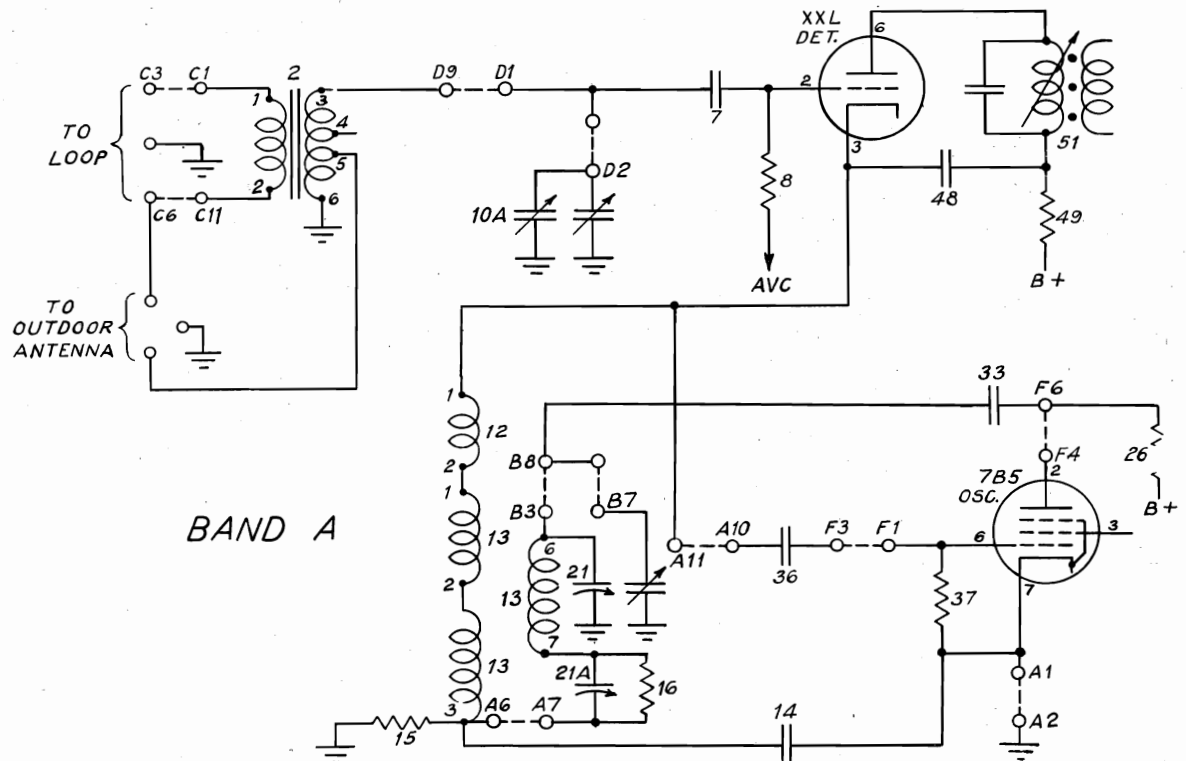 XXL
DET.
6
C3 C1 2 D9 D1
1 3
2
7
TO
LOOP
4
5
3
51
D2
8
48
2 6
C6 C11
10A
49
AVC
B+
TO
OUTDOOR
ANTENNA
33 F6
1
12
2
B8
F4
26
2
7B5
OSC.
B+
1
B3 B7
BAND A
13
6
A11 A10 F3 F1 6 3
36
2
13
21
37
7
7
13
21A
16
A1
3 A6 A7
14
A2
15